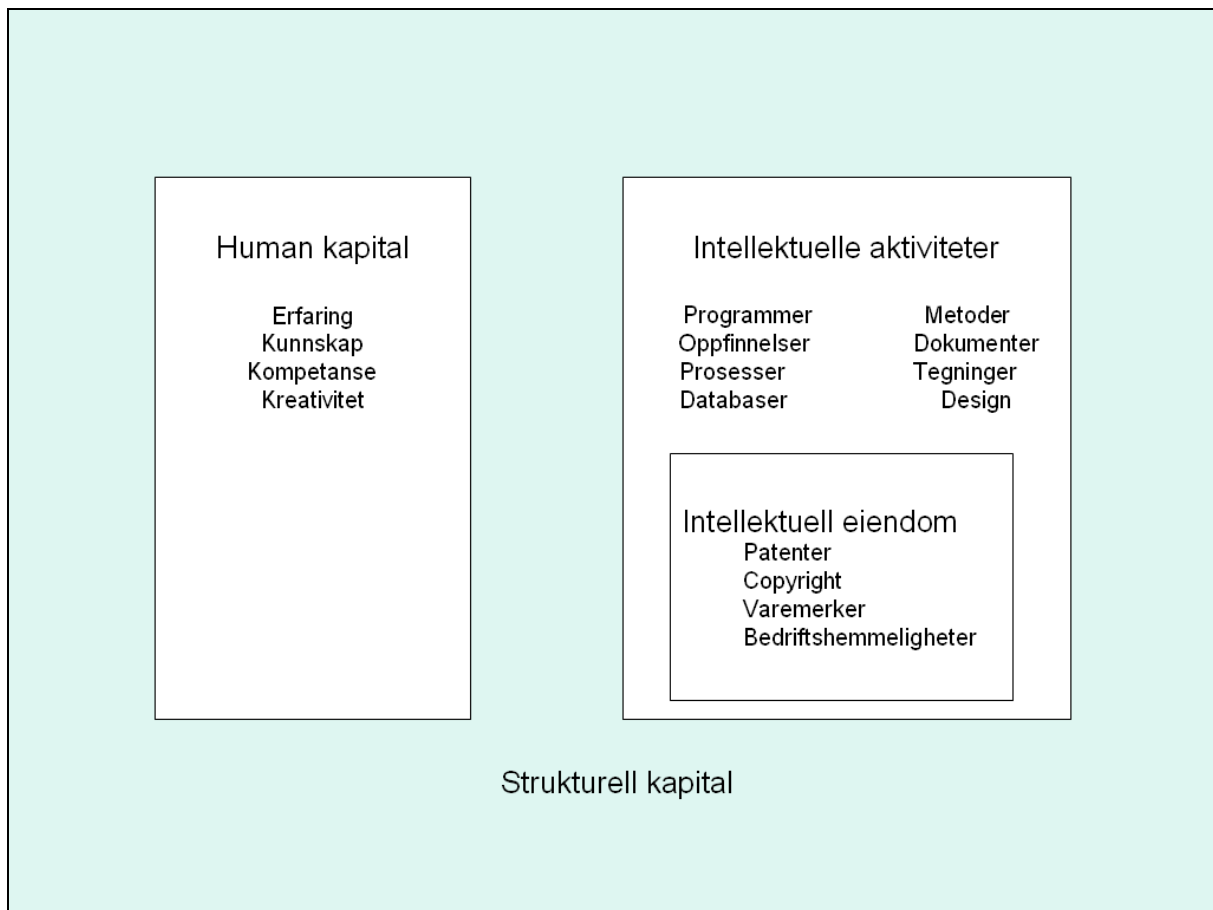 Human kapital
Erfaring
Kunnskap
Kompetanse
Kreativitet
Intellektuelle aktiviteter
Programmer Metoder
Oppfinnelser Dokumenter
Prosesser Tegninger
Databaser Design
Intellektuell eiendom
Patenter
Copyright
Varemerker
Bedriftshemmeligheter
Strukturell kapital